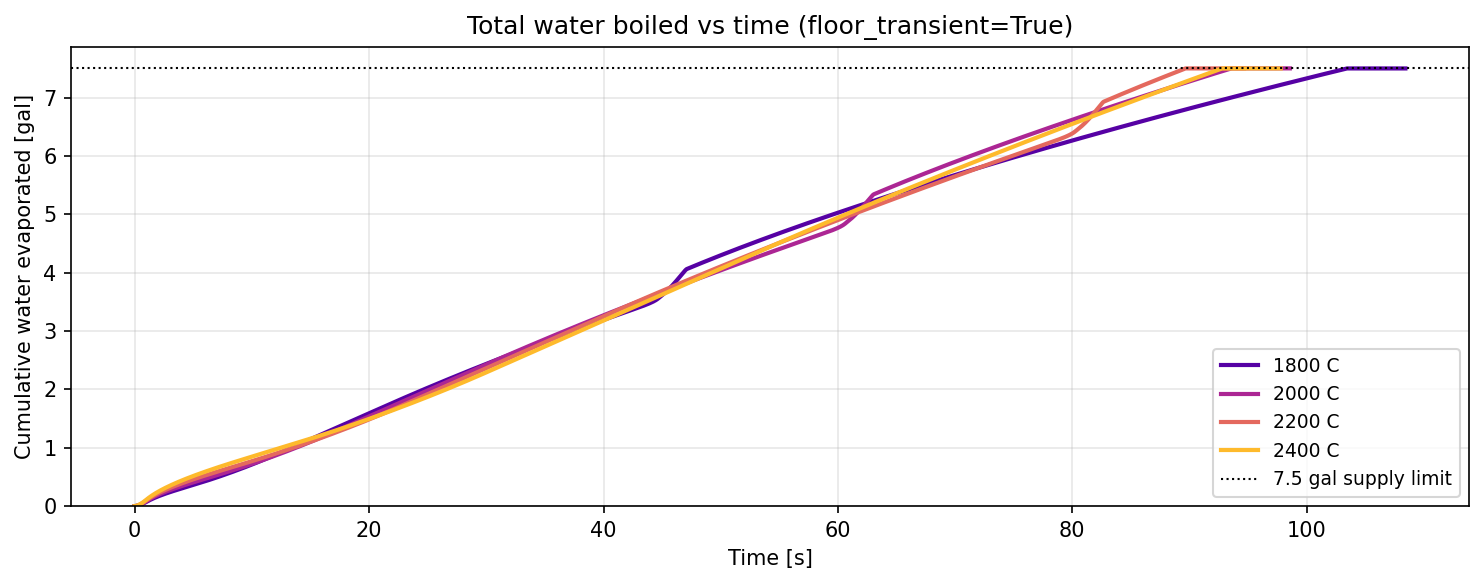 Total water boiled vs time (floor_transient=True)
Cumulative water evaporated [gal]
7
6
5
4
3
2
1
0
0 20 40 60 80 100
Time [s]
1800 C
2000 C
2200 C
2400 C
7.5 gal supply limit